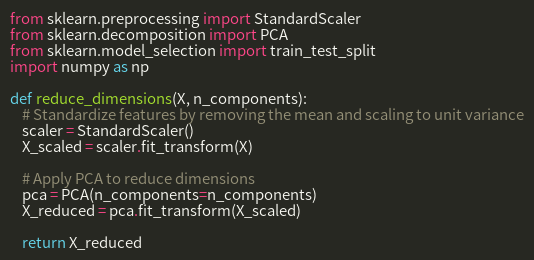 from sklearn.preprocessing import StandardScaler
from sklearn.decomposition import PCA
from sklearn.model_selection import train_test_split
import numpy as np

def reduce_dimensions(X, n_components):
    # Standardize features by removing the mean and scaling to unit variance
    scaler = StandardScaler()
    X_scaled = scaler.fit_transform(X)

    # Apply PCA to reduce dimensions
    pca = PCA(n_components=n_components)
    X_reduced = pca.fit_transform(X_scaled)

    return X_reduced